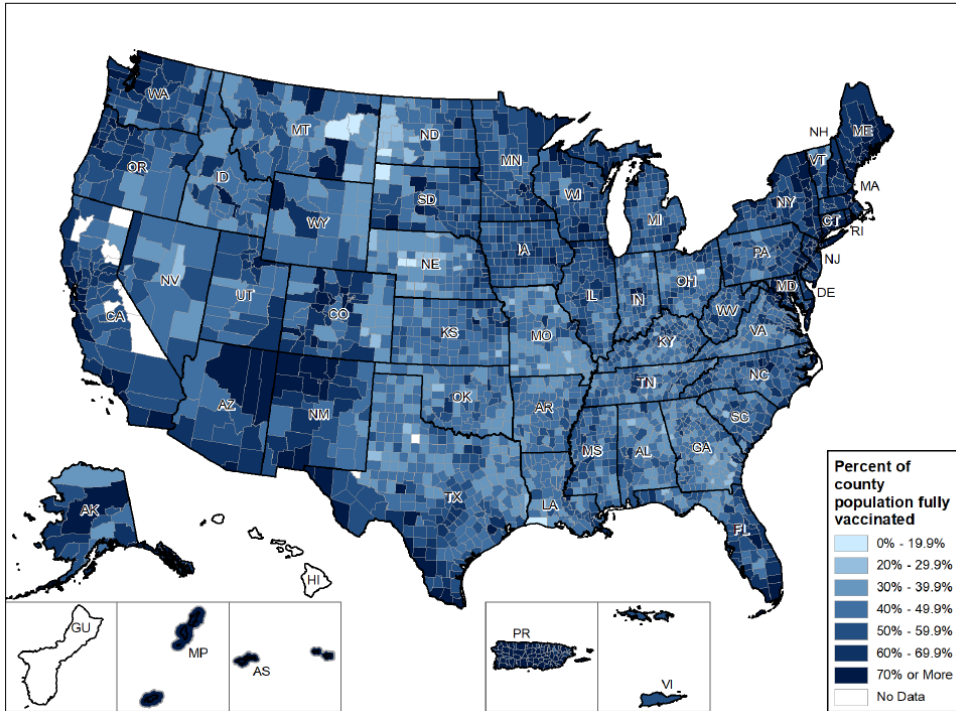 WA
MT
ND
MN
OR
ID
SD
WI
MI
WY
NH
ME
VT
NY
MA
CT
RI
NJ
PA
IA
NE
NV
UT
CO
CA
IL
IN
OH
MD
DE
WV
VA
KS
MO
KY
AZ
NM
OK
AR
TN
NC
SC
MS
AL
GA
TX
LA
FL
AK
HI
GU
MP
AS
PR
VI
Percent of
county
population fully
vaccinated
0% - 19.9%
20% - 29.9%
30% - 39.9%
40% - 49.9%
50% - 59.9%
60% - 69.9%
70% or More
No Data